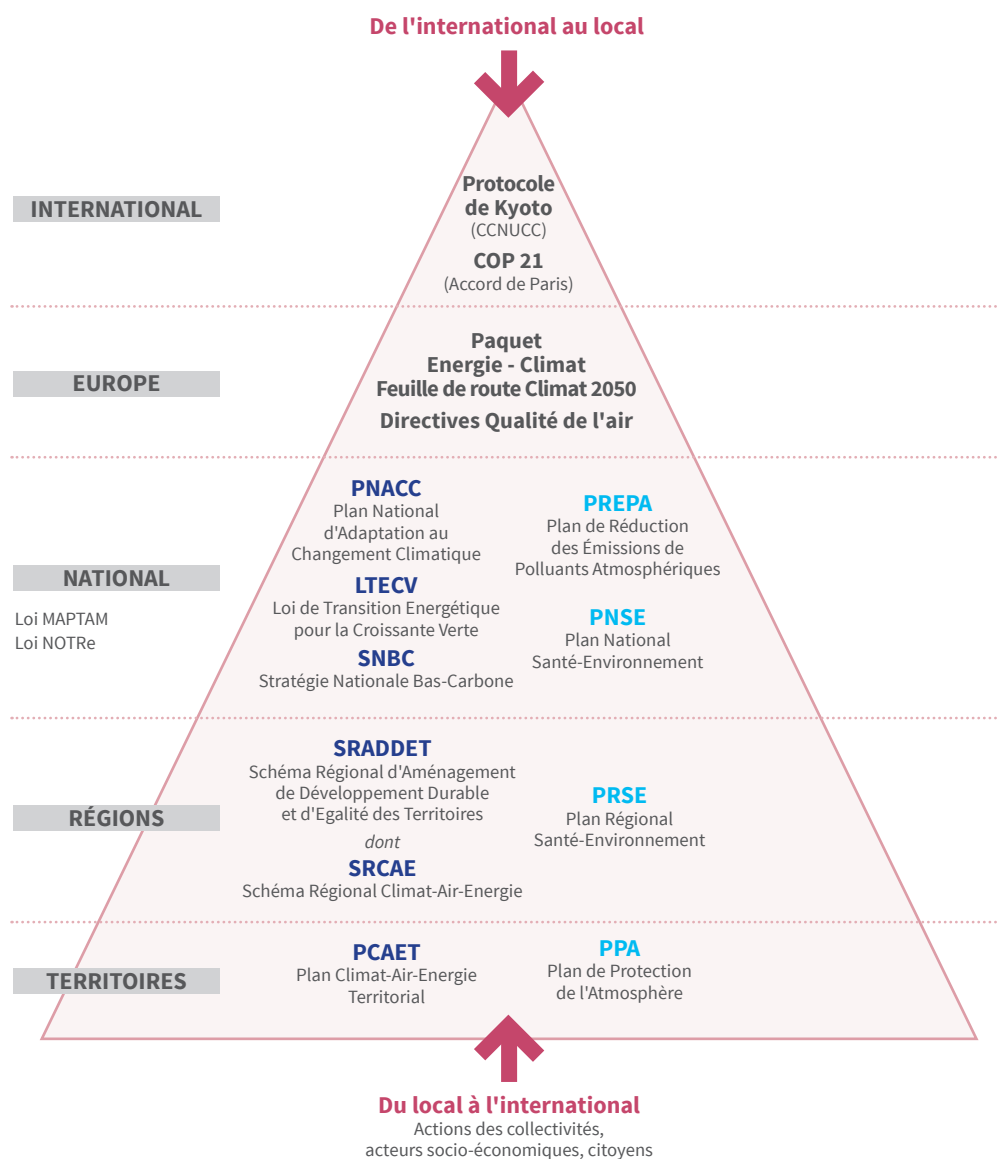 De l'international au local
INTERNATIONAL
Protocole
de Kyoto
(CCNUCC)
COP 21
(Accord de Paris)
EUROPE
Paquet
Energie - Climat
Feuille de route Climat 2050
Directives Qualité de l'air
NATIONAL
Loi MAPTAM
Loi NOTRe
PNACC
Plan National
d'Adaptation au
Changement Climatique
LTECV
Loi de Transition Energétique
pour la Croissante Verte
SNBC
Stratégie Nationale Bas-Carbone
PREPA
Plan de Réduction
des Émissions de
Polluants Atmosphériques
PNSE
Plan National
Santé-Environnement
RÉGIONS
SRADDET
Schéma Régional d'Aménagement
de Développement Durable
et d'Egalité des Territoires
dont
SRCAE
Schéma Régional Climat-Air-Energie
PRSE
Plan Régional
Santé-Environnement
TERRITOIRES
PCAET
Plan Climat-Air-Energie
Territorial
PPA
Plan de Protection
de l'Atmosphère
Du local à l'international
Actions des collectivités,
acteurs socio-économiques, citoyens